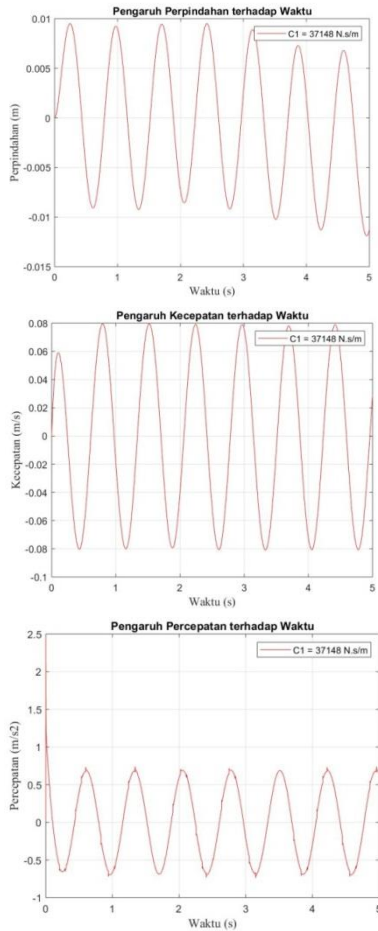 Pengaruh Perpindahan terhadap Waktu
C1 = 37148 N.s/m
0.01
0.005
0
-0.005
-0.01
-0.015
Perpindahan (m)
0 1 2 3 4 5
Waktu (s)
Pengaruh Kecepatan terhadap Waktu
C1 = 37148 N.s/m
0.08
0.06
0.04
0.02
0
-0.02
-0.04
-0.06
-0.08
-0.1
Kecepatan (m/s)
0 1 2 3 4 5
Waktu (s)
Pengaruh Percepatan terhadap Waktu
C1 = 37148 N.s/m
2.5
2
1.5
1
0.5
0
-0.5
-1
Percepatan (m/s2)
0 1 2 3 4 5
Waktu (s)